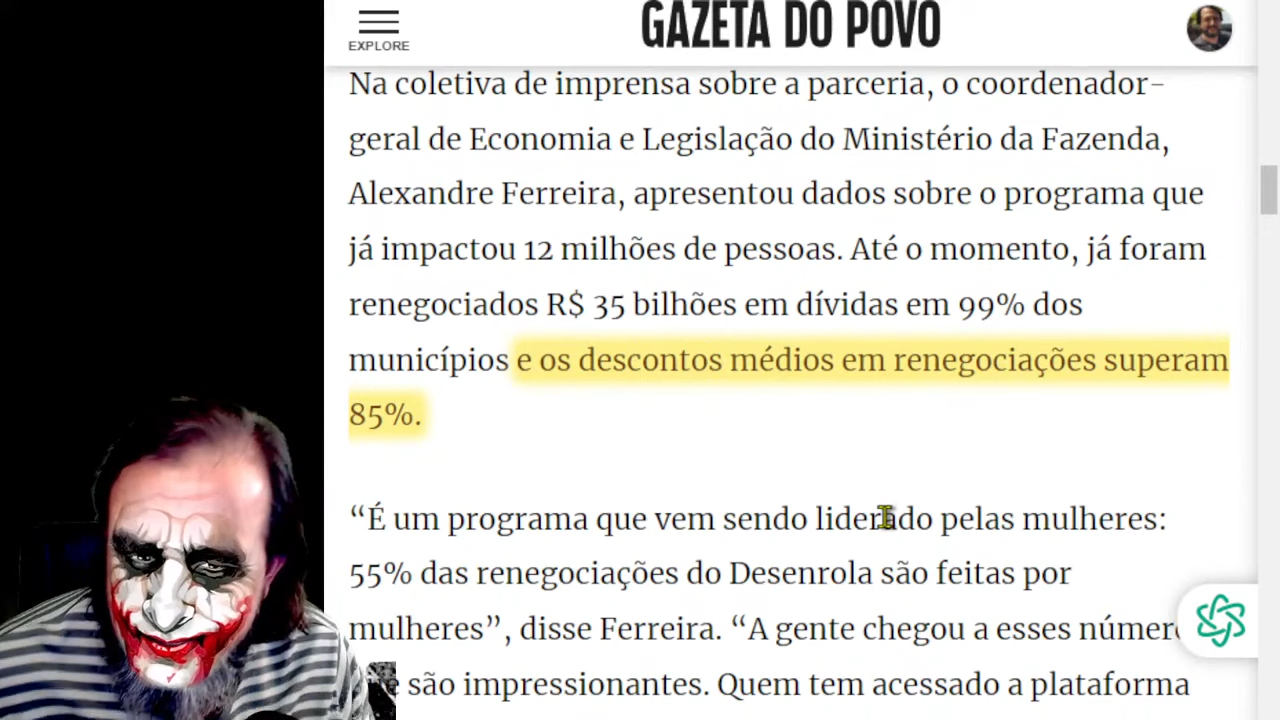 EXPLORE
GAZETA DO POVO
Na coletiva de imprensa sobre a parceria, o coordenador-
geral de Economia e Legislação do Ministério da Fazenda,
Alexandre Ferreira, apresentou dados sobre o programa que
já impactou 12 milhões de pessoas. Até o momento, já foram
renegociados R$ 35 bilhões em dívidas em 99% dos
municípios e os descontos médios em renegociações superam
85%.
“É um programa que vem sendo liderado pelas mulheres:
55% das renegociações do Desenrola são feitas por
mulheres”, disse Ferreira. “A gente chegou a esses
são impressionantes. Quem tem acessado a plataforma